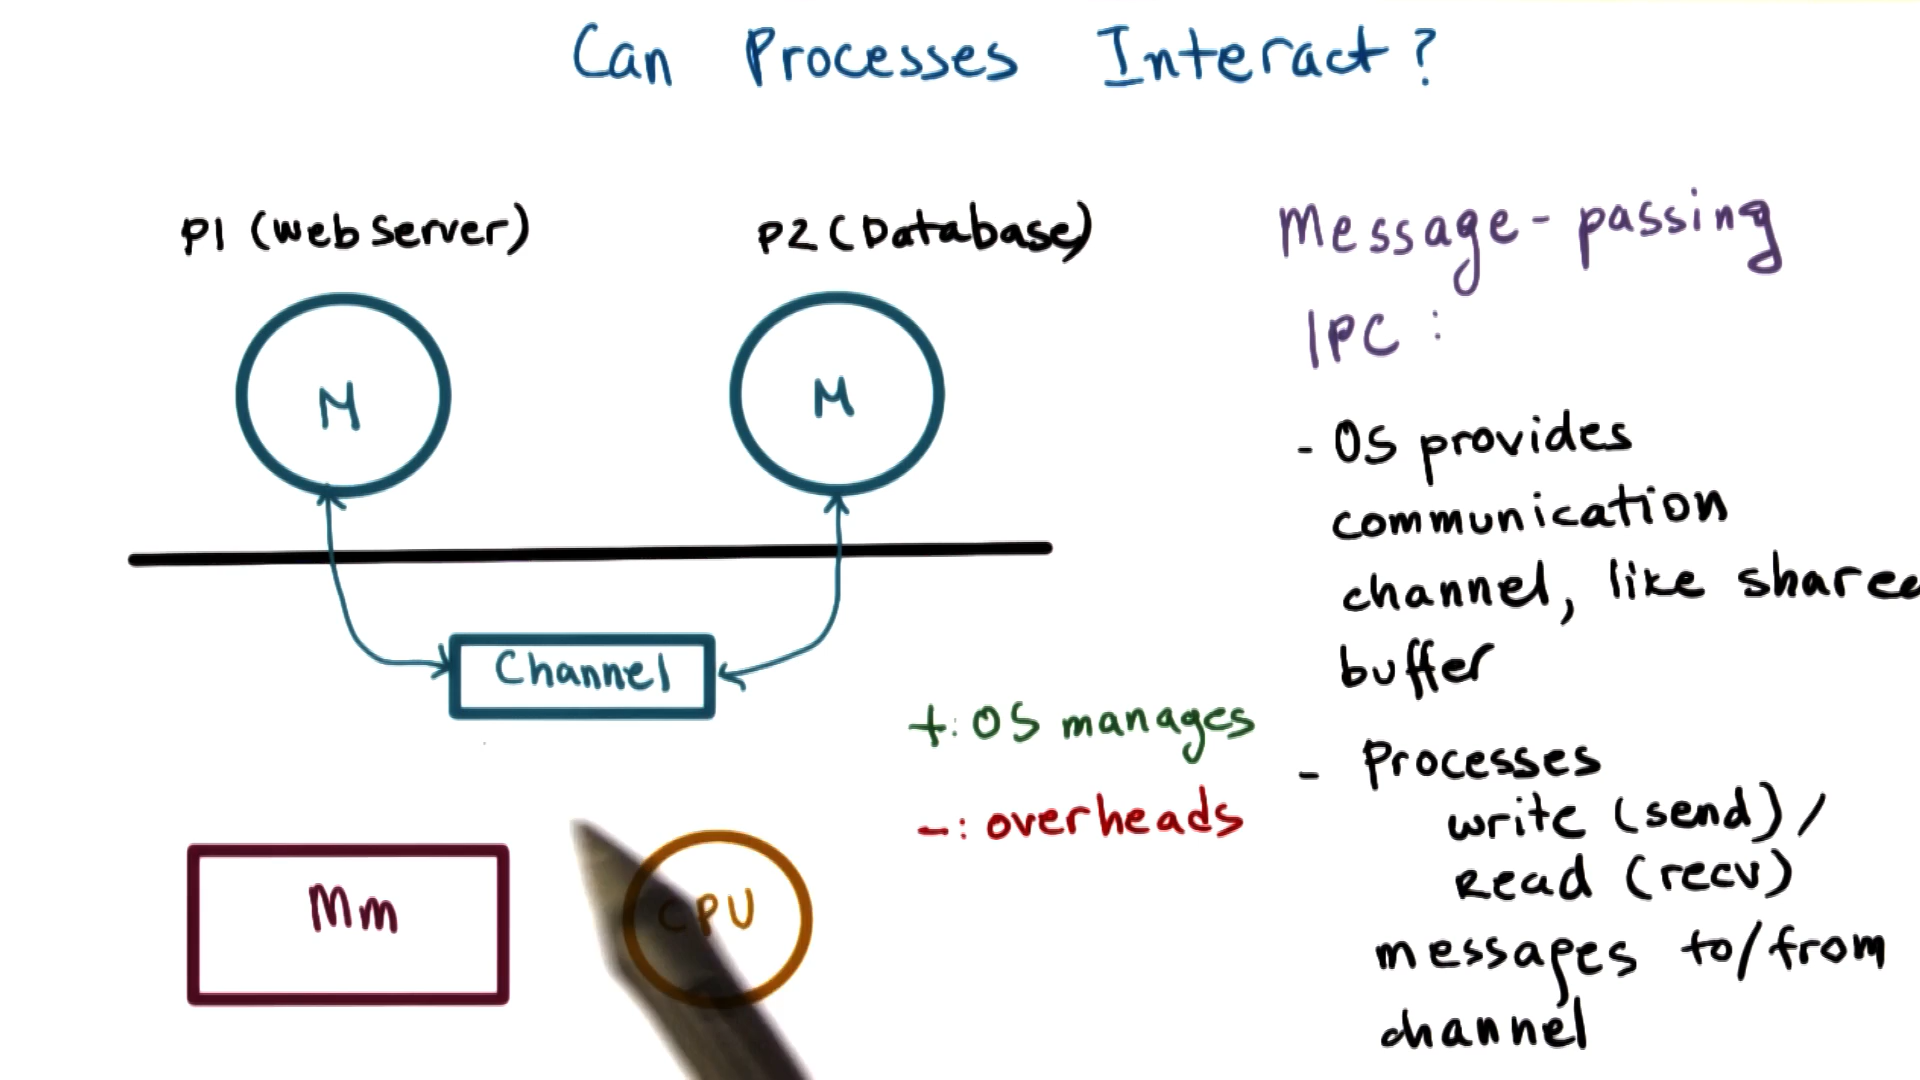 Can Processes Interact?
P1 (web server)
P2 (Database)
M
M
Channel
+: OS manages
-: overheads
Mm
CPU
Message-passing
IPC:
- OS provides
communication
channel, like shared
buffer
- Processes
write (send) /
Read (recv)
messages to/from
channel